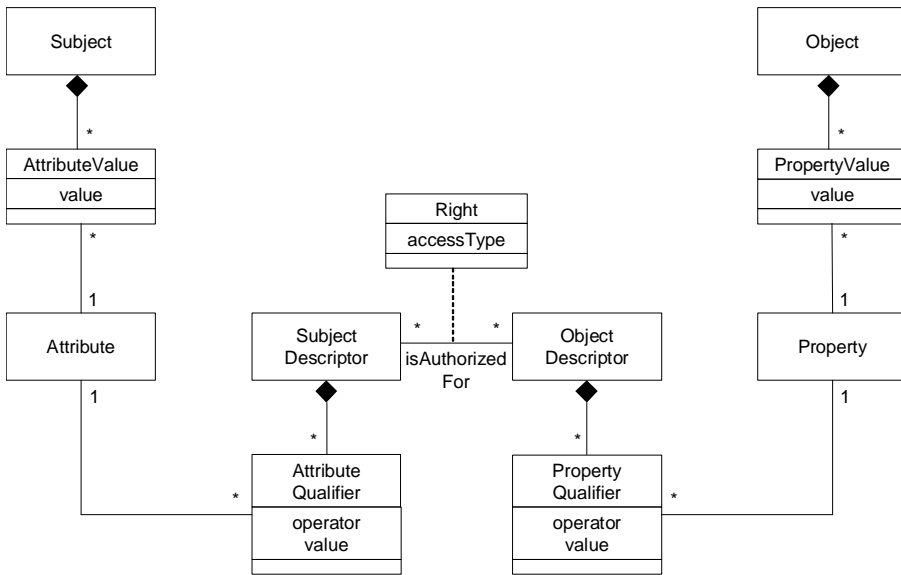 Subject
Object
*
*
AttributeValue
value
PropertyValue
value
Right
accessType
*
*
1
1
Attribute
Subject
Descriptor
*
*
isAuthorized
For
Object
Descriptor
Property
1
1
*
*
Attribute
Qualifier
operator
value
Property
Qualifier
operator
value
*
*